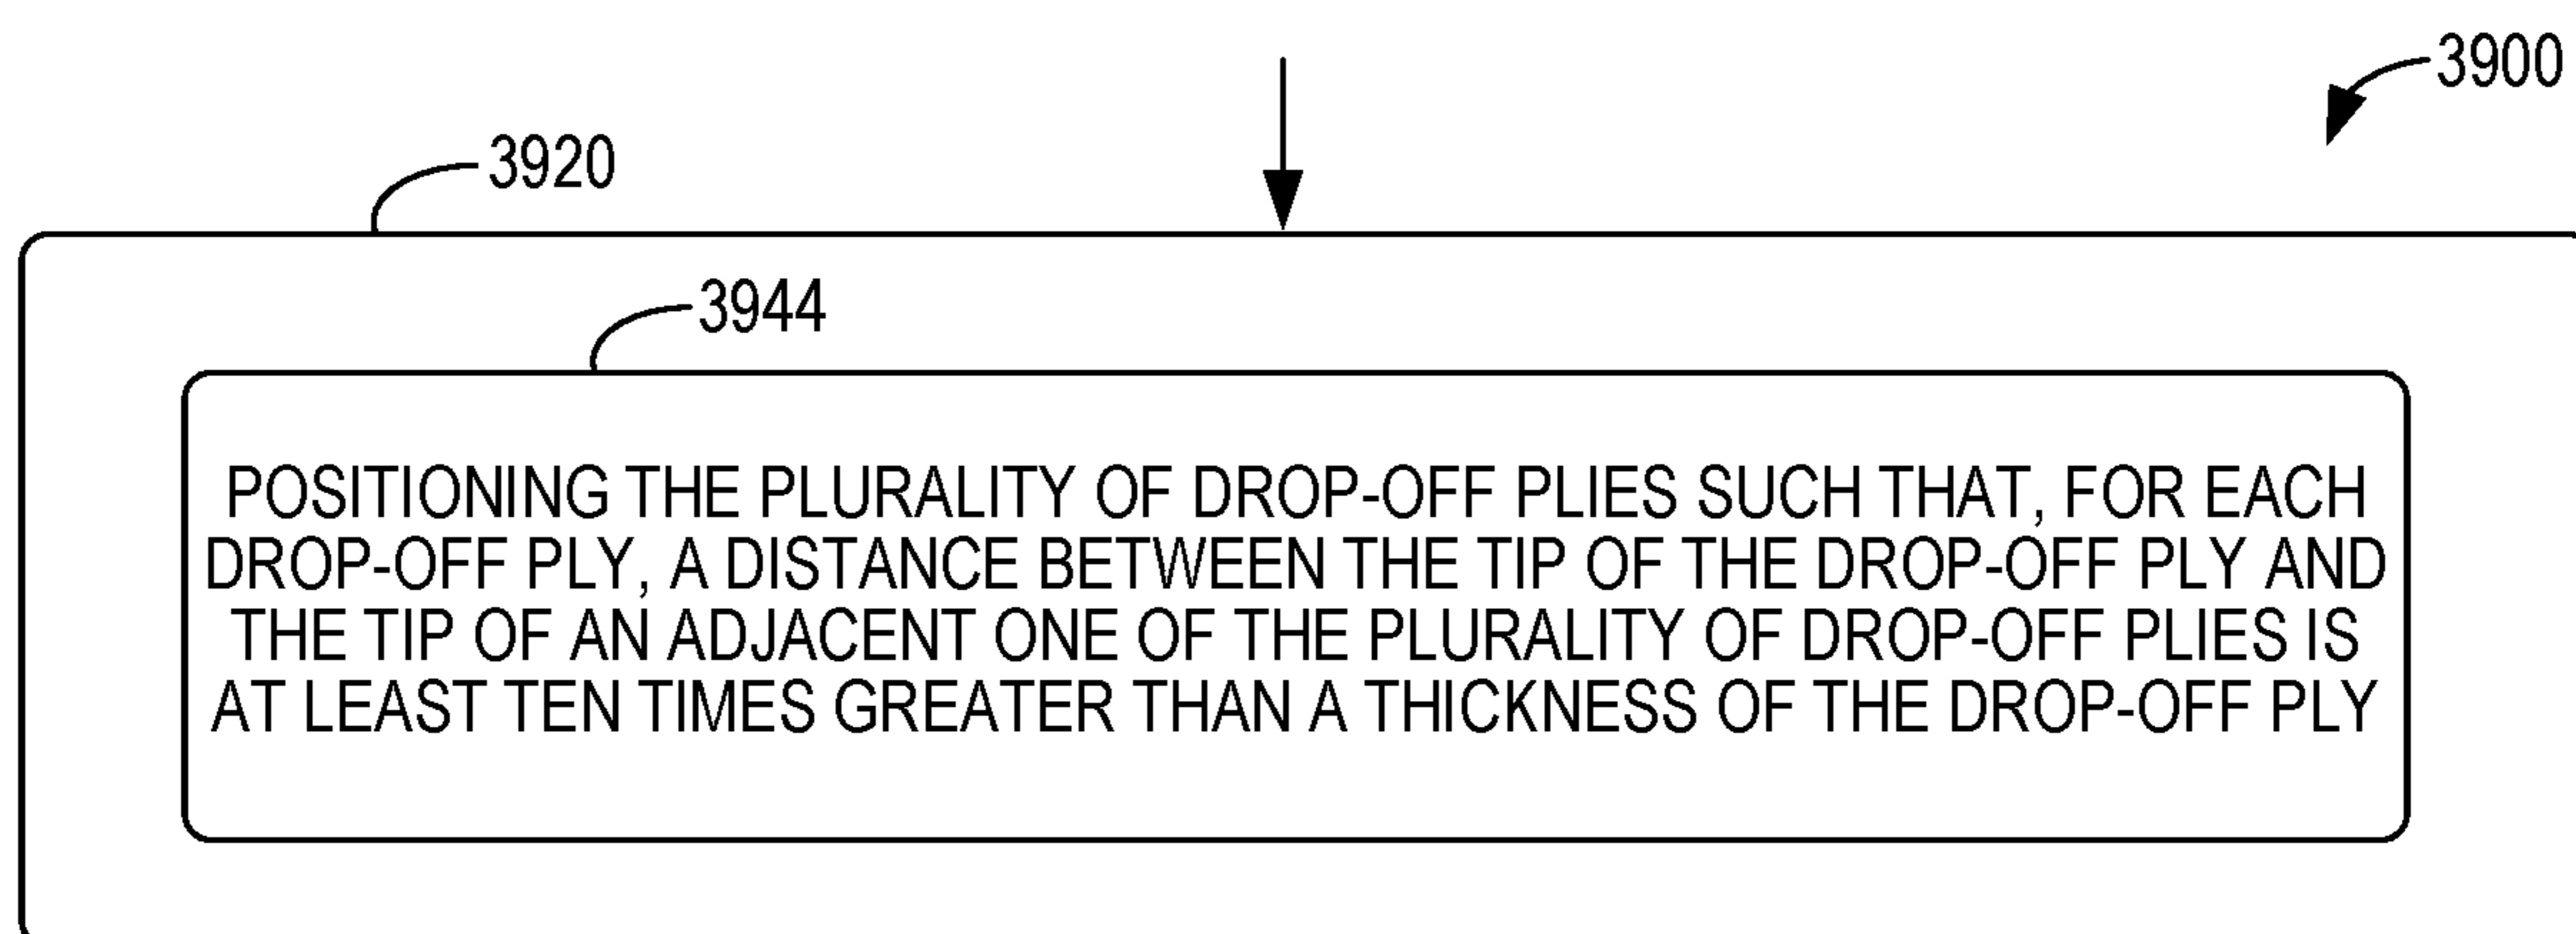 3900
3920
3944
POSITIONING THE PLURALITY OF DROP-OFF PLIES SUCH THAT, FOR EACH
DROP-OFF PLY, A DISTANCE BETWEEN THE TIP OF THE DROP-OFF PLY AND
THE TIP OF AN ADJACENT ONE OF THE PLURALITY OF DROP-OFF PLIES IS
AT LEAST TEN TIMES GREATER THAN A THICKNESS OF THE DROP-OFF PLY